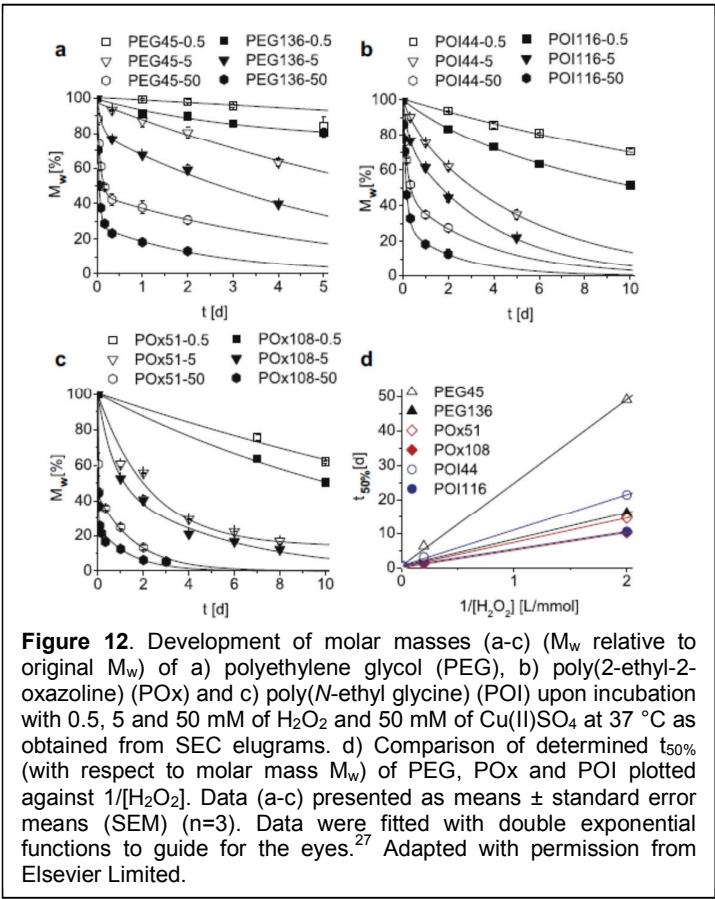 a
PEG45-0.5 PEG136-0.5
PEG45-5 PEG136-5
PEG45-50 PEG136-50
100
80
60
40
20
0
0 1 2 3 4 5
M_w[%]
t [d]
b
POI44-0.5 POI116-0.5
POI44-5 POI116-5
POI44-50 POI116-50
100
80
60
40
20
0
0 2 4 6 8 10
M_w[%]
t [d]
c
POx51-0.5 POx108-0.5
POx51-5 POx108-5
POx51-50 POx108-50
100
80
60
40
20
0
0 2 4 6 8 10
M_w[%]
t [d]
d
PEG45
PEG136
POx51
POx108
POI44
POI116
50
40
30
20
10
0
0 1 2
t_50%[d]
1/[H₂O₂] [L/mmol]
Figure 12. Development of molar masses (a-c) (M_w relative to
original M_w) of a) polyethylene glycol (PEG), b) poly(2-ethyl-2-
oxazoline) (POx) and c) poly(N-ethyl glycine) (POI) upon incubation
with 0.5, 5 and 50 mM of H₂O₂ and 50 mM of Cu(II)SO₄ at 37 °C as
obtained from SEC elugrams. d) Comparison of determined t_50%
(with respect to molar mass M_w) of PEG, POx and POI plotted
against 1/[H₂O₂]. Data (a-c) presented as means ± standard error
means (SEM) (n=3). Data were fitted with double exponential
functions to guide for the eyes.²⁷ Adapted with permission from
Elsevier Limited.